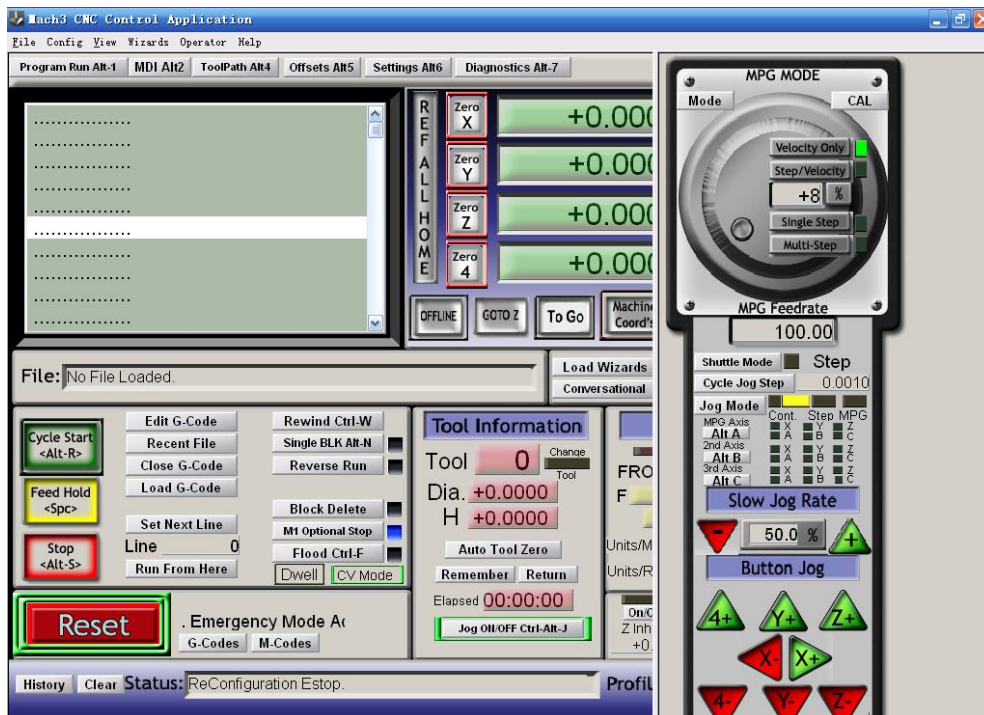 Mach3 CNC Control Application
File Config View Wizards Operator Help
Program Run Alt-1 MDI Alt2 ToolPath Alt4 Offsets Alt5 Settings Alt6 Diagnostics Alt-7
MPG MODE
Mode CAL
Velocity Only
Step/Velocity
+8 %
Single Step
Multi-Step
MPG Feedrate
100.00
Shuttle Mode Step
Cycle Jog Step 0.0010
Jog Mode Cont. Step MPG
MPG Axis X Y Z
Alt A A B C
2nd Axis X Y Z
Alt B A B C
3rd Axis X Y Z
Alt C A B C
Slow Jog Rate
- 50.0 % +
Button Jog
4+ Y+ Z+
X- X+
4- Y- Z-
.................
.................
.................
.................
.................
.................
.................
.................
.................
.................
REF ALL HOME
Zero X +0.000
Zero Y +0.000
Zero Z +0.000
Zero 4 +0.000
OFFLINE GOTO Z To Go Machine Coord's
File: No File Loaded.
Load Wizards
Conversational
Cycle Start <Alt-R>
Feed Hold <Spc>
Stop <Alt-S>
Edit G-Code
Recent File
Close G-Code
Load G-Code
Set Next Line
Line 0
Run From Here
Rewind Ctrl-W
Single BLK Alt-N
Reverse Run
Block Delete
M1 Optional Stop
Flood Ctrl-F
Dwell CV Mode
Tool Information
Tool 0 Change Tool
Dia. +0.0000
H +0.0000
Auto Tool Zero
Remember Return
Elapsed 00:00:00
Jog ON/OFF Ctrl-Alt-J
FRO
F
Units/M
Units/R
On/O
Z Inh
+0.
Reset
. Emergency Mode Ac
G-Codes M-Codes
History Clear Status: ReConfiguration Estop.
Profil